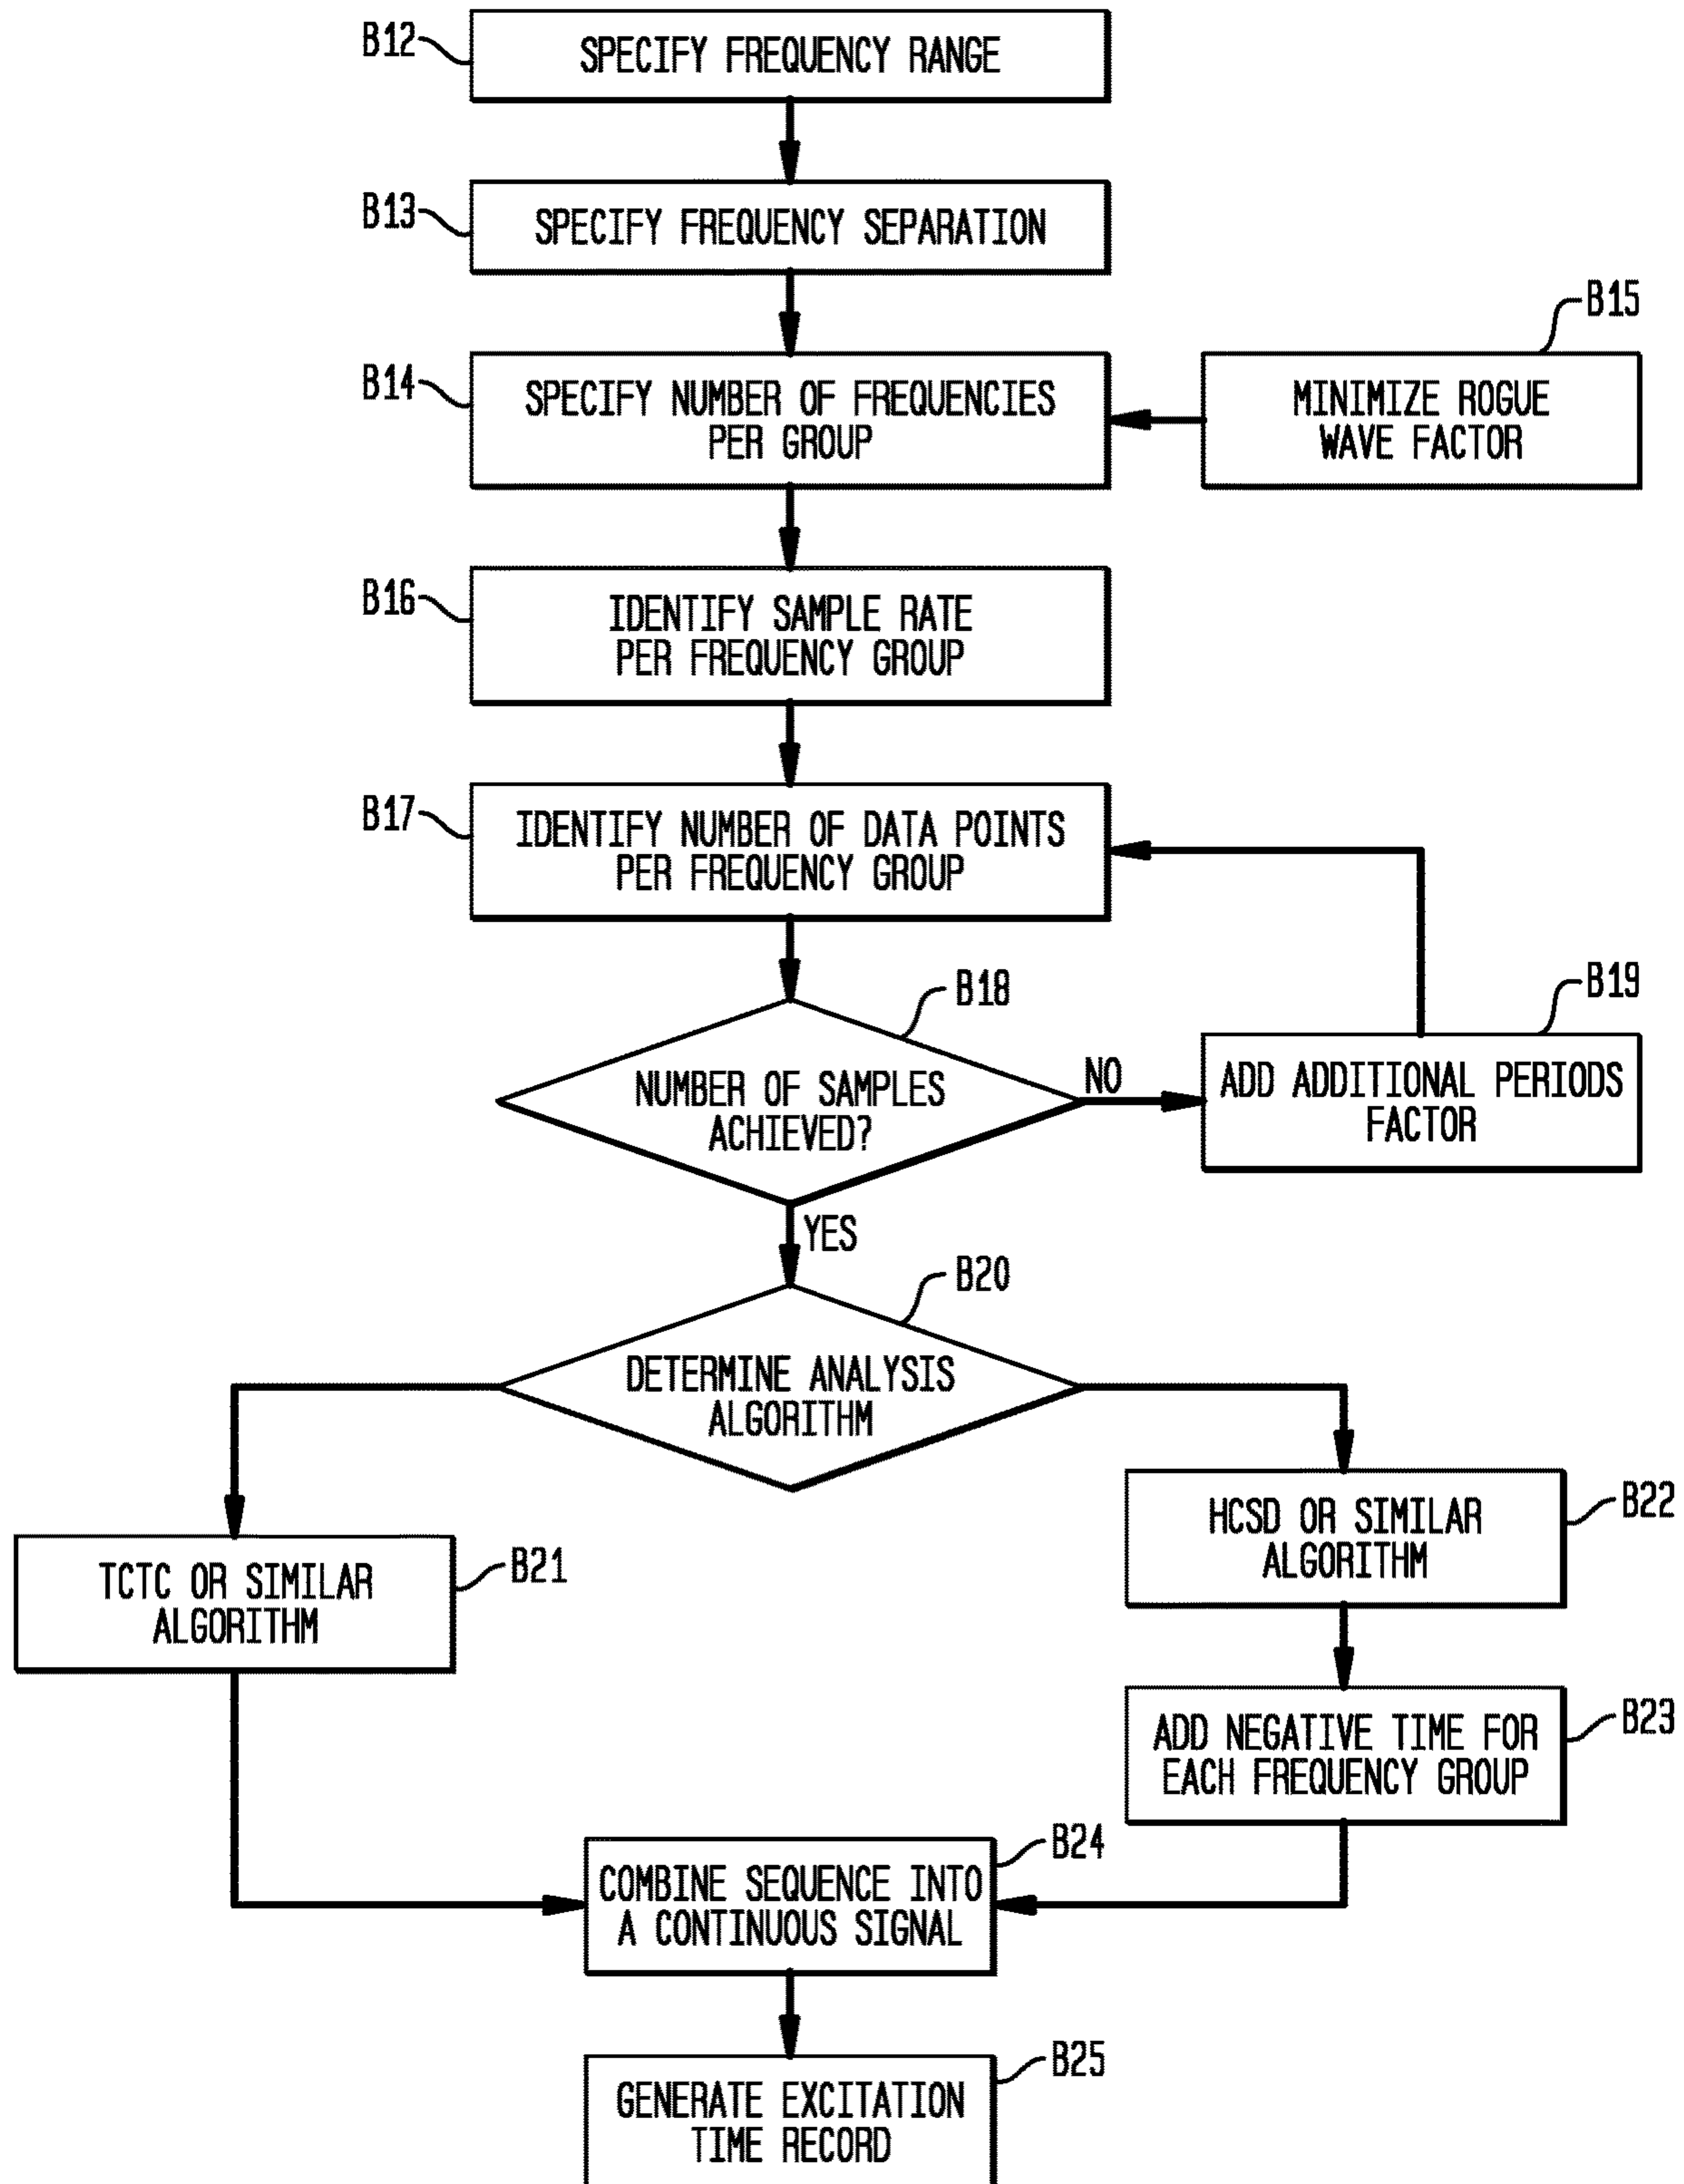 B12
SPECIFY FREQUENCY RANGE
B13
SPECIFY FREQUENCY SEPARATION
B14
SPECIFY NUMBER OF FREQUENCIES
PER GROUP
B15
MINIMIZE ROGUE
WAVE FACTOR
B16
IDENTIFY SAMPLE RATE
PER FREQUENCY GROUP
B17
IDENTIFY NUMBER OF DATA POINTS
PER FREQUENCY GROUP
B18
NUMBER OF SAMPLES
ACHIEVED?
NO
B19
ADD ADDITIONAL PERIODS
FACTOR
YES
B20
DETERMINE ANALYSIS
ALGORITHM
B21
TCTC OR SIMILAR
ALGORITHM
B22
HCSD OR SIMILAR
ALGORITHM
B23
ADD NEGATIVE TIME FOR
EACH FREQUENCY GROUP
B24
COMBINE SEQUENCE INTO
A CONTINUOUS SIGNAL
B25
GENERATE EXCITATION
TIME RECORD